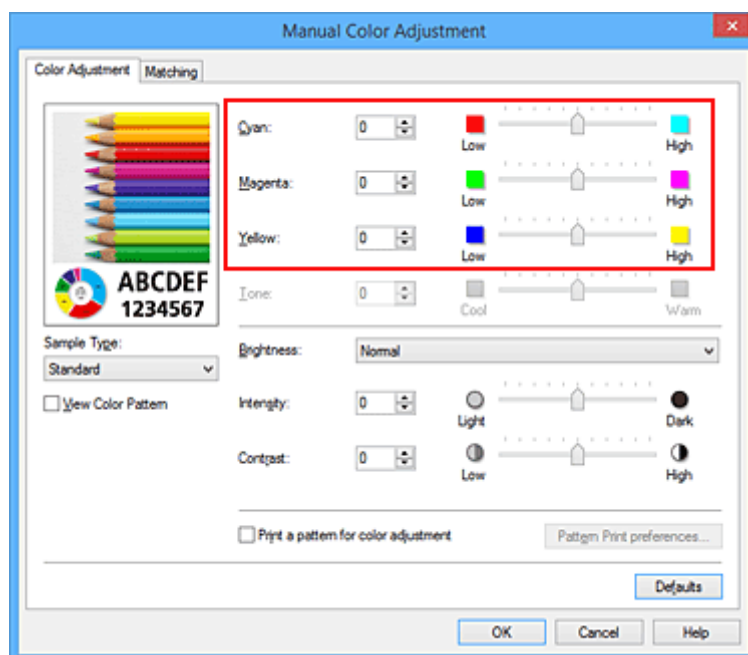 Manual Color Adjustment
Color Adjustment Matching
Cyan: 0 Low High
Magenta: 0 Low High
Yellow: 0 Low High
Tone: 0 Cool Warm
ABCDEF
1234567
Sample Type:
Standard
View Color Pattern
Brightness: Normal
Intensity: 0 Light Dark
Contrast: 0 Low High
Print a pattern for color adjustment Pattern Print preferences...
Defaults
OK Cancel Help